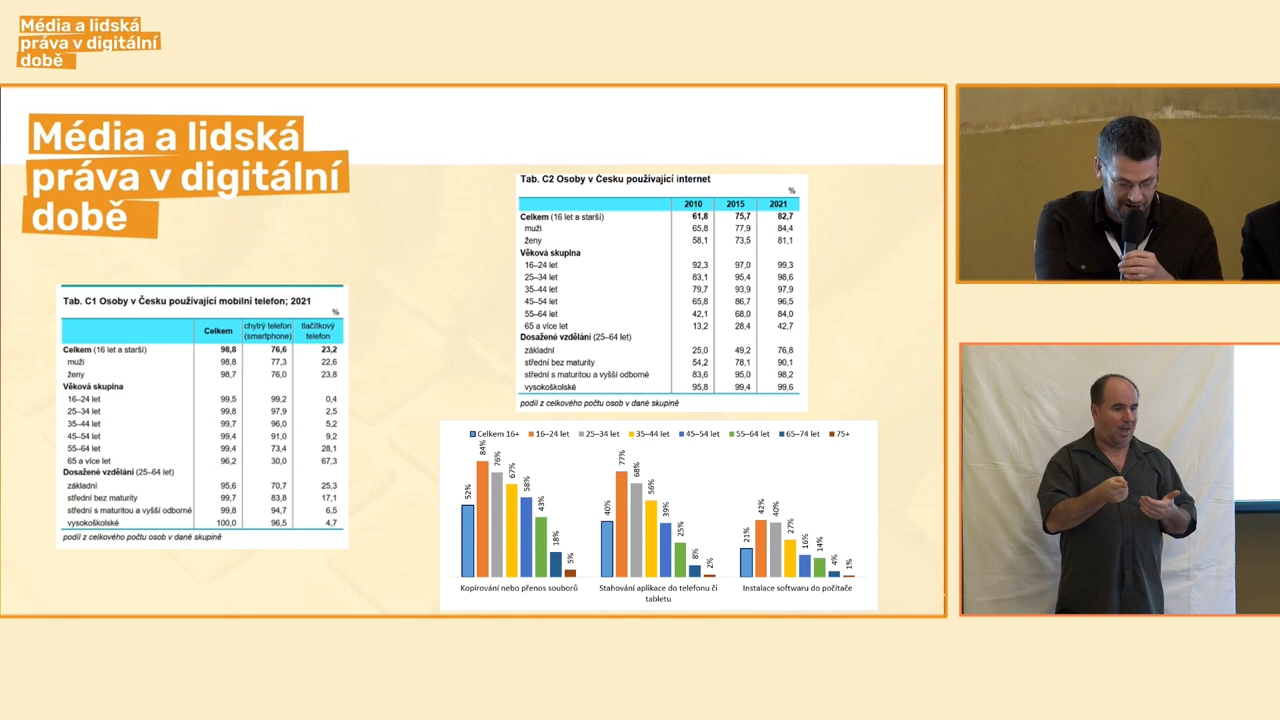 Média a lidská
práva v digitální
době
Média a lidská
práva v digitální
době
Tab. C1 Osoby v Česku používající mobilní telefon; 2021
%
Celkem chytrý telefon (smartphone) tlačítkový telefon
Celkem (16 let a starší) 98,8 76,6 23,2
muži 98,8 77,3 22,6
ženy 98,7 76,0 23,8
Věková skupina
16–24 let 99,5 99,2 0,4
25–34 let 99,8 97,9 2,5
35–44 let 99,7 96,0 5,2
45–54 let 99,4 91,0 9,2
55–64 let 99,4 73,4 28,1
65 a více let 96,2 30,0 67,3
Dosažené vzdělání (25–64 let)
základní 95,6 70,7 25,3
střední bez maturity 99,7 83,8 17,1
střední s maturitou a vyšší odborné 99,8 94,7 6,5
vysokoškolské 100,0 96,5 4,7
podíl z celkového počtu osob v dané skupině
Tab. C2 Osoby v Česku používající internet
%
2010 2015 2021
Celkem (16 let a starší) 61,8 75,7 82,7
muži 65,8 77,9 84,4
ženy 58,1 73,5 81,1
Věková skupina
16–24 let 92,3 97,0 99,3
25–34 let 83,1 95,4 98,6
35–44 let 79,7 93,9 97,9
45–54 let 65,8 86,7 96,5
55–64 let 42,1 68,0 84,0
65 a více let 13,2 28,4 42,7
Dosažené vzdělání (25–64 let)
základní 25,0 49,2 76,8
střední bez maturity 54,2 78,1 90,1
střední s maturitou a vyšší odborné 83,6 95,0 98,2
vysokoškolské 95,8 99,4 99,6
podíl z celkového počtu osob v dané skupině
Celkem 16+ 16–24 let 25–34 let 35–44 let 45–54 let 55–64 let 65–74 let 75+
52% 84% 76% 67% 58% 43% 18% 5%
40% 77% 68% 56% 39% 25% 8% 2%
21% 42% 40% 27% 16% 14% 4% 1%
Kopírování nebo přenos souborů
Stahování aplikace do telefonu či
tabletu
Instalace softwaru do počítače